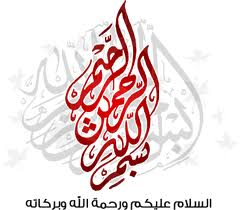 بسم الله الرحمن الرحيم
السلام عليكم ورحمة الله وبركاته